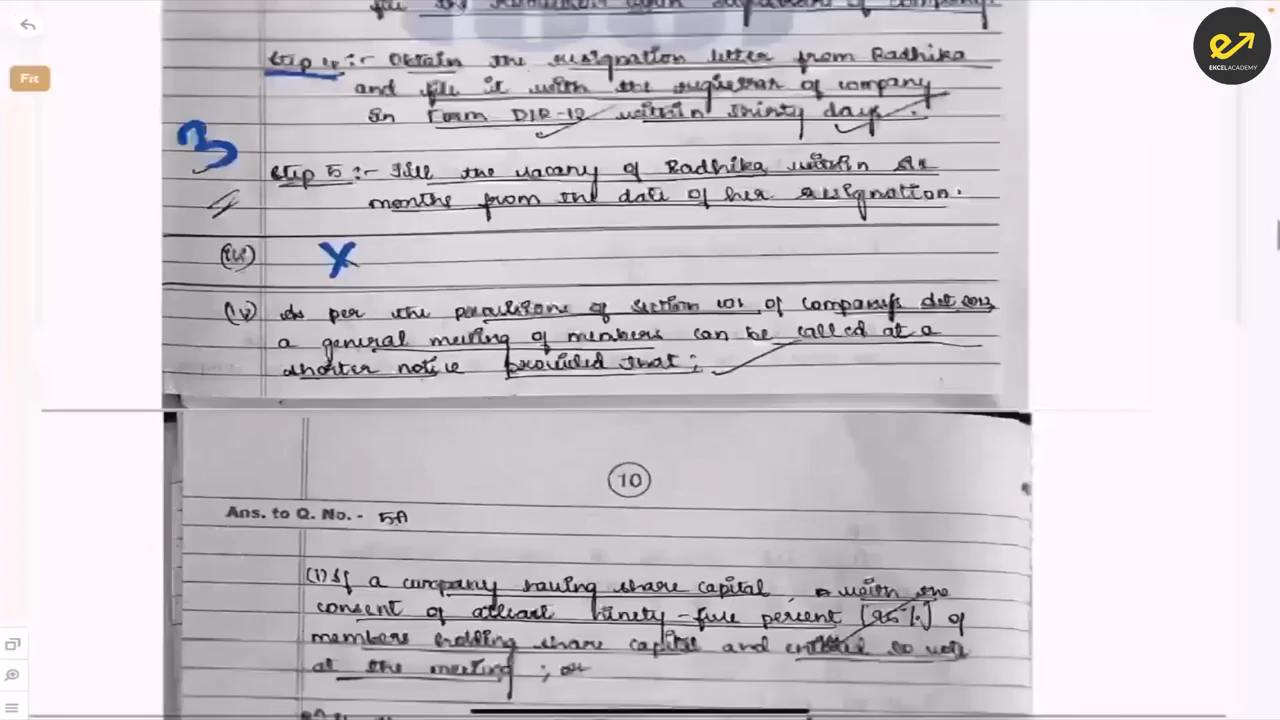 Fit
EXCELACADEMY
Step 4 :- Obtain the resignation letter from Radhika
and file it with the registrar of company
in Form DIR-12 within thirty days.
3
Step 5 :- Fill the vacany of Radhika within six
months from the date of her resignation.
X
(iv) As per the provisions of section 101 of Act 2013
a general meeting of members can be called at a
shorter notice provided that;
10
Ans. to Q. No. - 5A
(1) If a company having share capital, with the
consent of atleast ninety-five percent [95%] of
members holding share capital and entitled to vote
at the meeting ; or